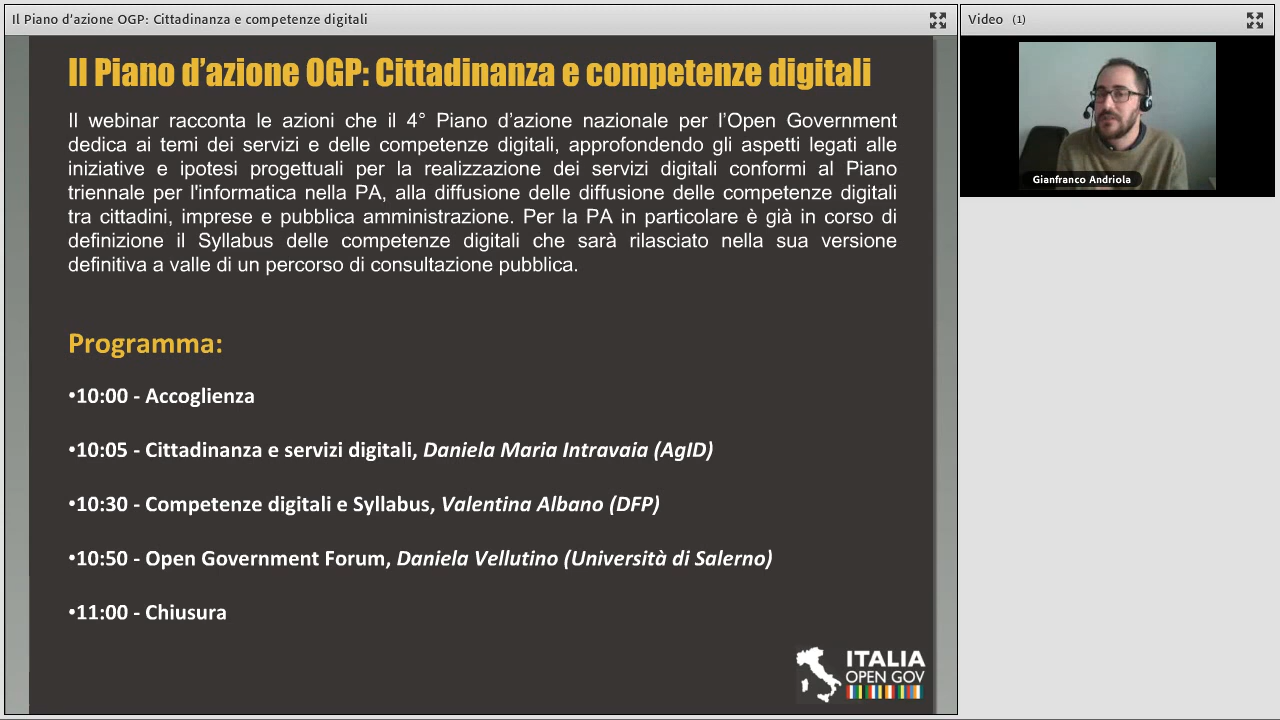 Il Piano d'azione OGP: Cittadinanza e competenze digitali
Video (1)
Il Piano d’azione OGP: Cittadinanza e competenze digitali
Il webinar racconta le azioni che il 4° Piano d’azione nazionale per l’Open Government
dedica ai temi dei servizi e delle competenze digitali, approfondendo gli aspetti legati alle
iniziative e ipotesi progettuali per la realizzazione dei servizi digitali conformi al Piano
triennale per l'informatica nella PA, alla diffusione delle diffusione delle competenze digitali
tra cittadini, imprese e pubblica amministrazione. Per la PA in particolare è già in corso di
definizione il Syllabus delle competenze digitali che sarà rilasciato nella sua versione
definitiva a valle di un percorso di consultazione pubblica.
Programma:
•10:00 - Accoglienza
•10:05 - Cittadinanza e servizi digitali, Daniela Maria Intravaia (AgID)
•10:30 - Competenze digitali e Syllabus, Valentina Albano (DFP)
•10:50 - Open Government Forum, Daniela Vellutino (Università di Salerno)
•11:00 - Chiusura
ITALIA
OPEN GOV
Gianfranco Andriola